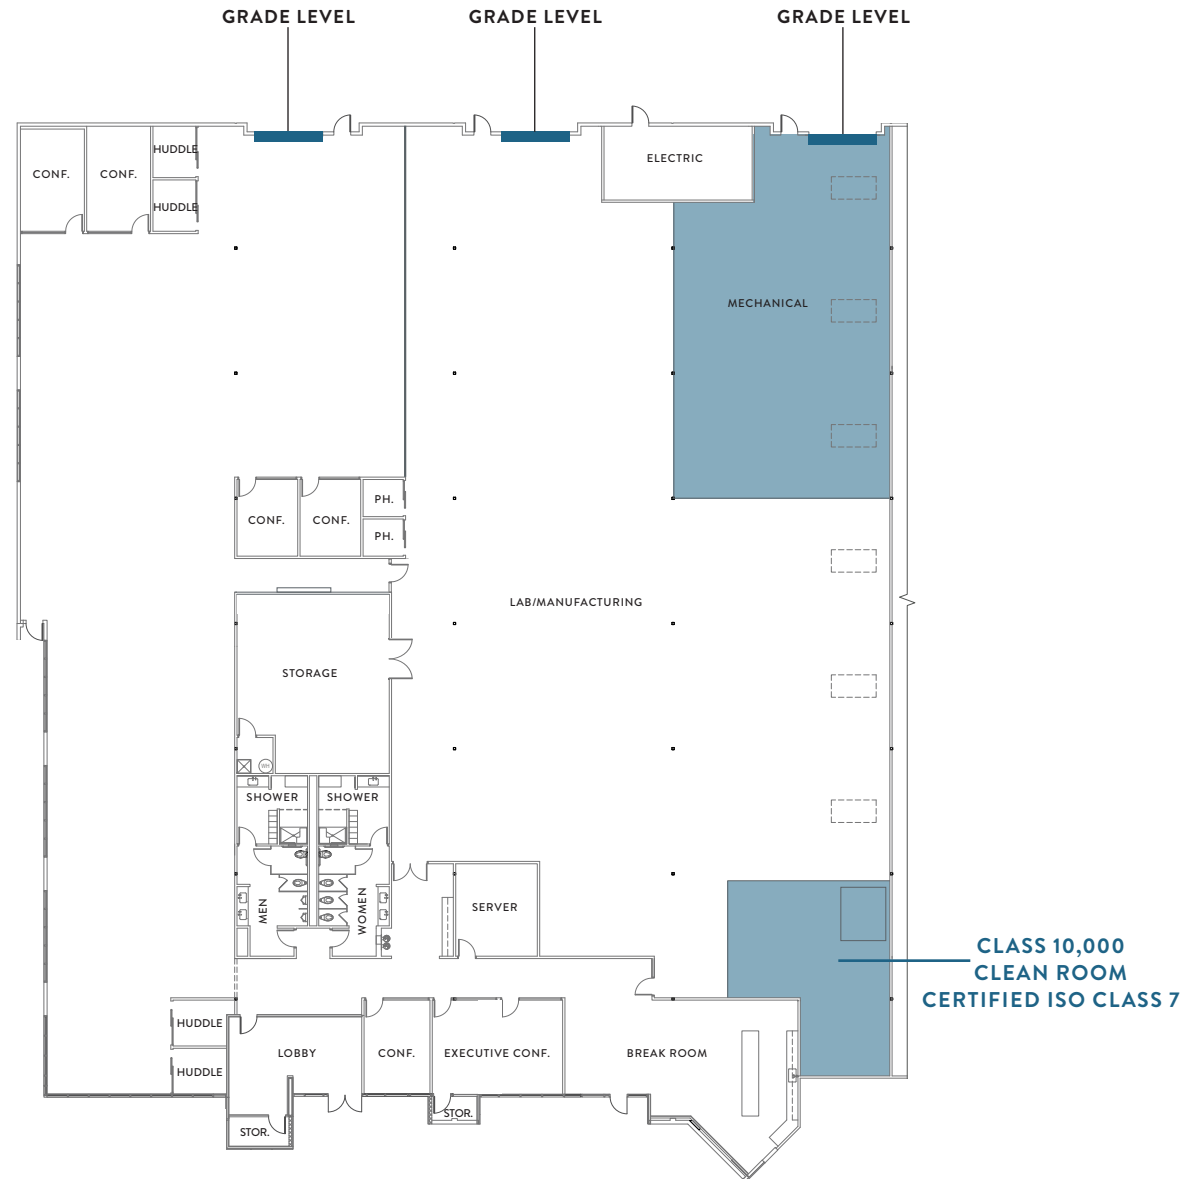 GRADE LEVEL
GRADE LEVEL
GRADE LEVEL
CONF.
CONF.
HUDDLE
HUDDLE
ELECTRIC
MECHANICAL
CONF.
CONF.
PH.
PH.
LAB/MANUFACTURING
STORAGE
WH
SHOWER
SHOWER
MEN
WOMEN
SERVER
CLASS 10,000
CLEAN ROOM
CERTIFIED ISO CLASS 7
HUDDLE
HUDDLE
LOBBY
CONF.
EXECUTIVE CONF.
BREAK ROOM
STOR.
STOR.